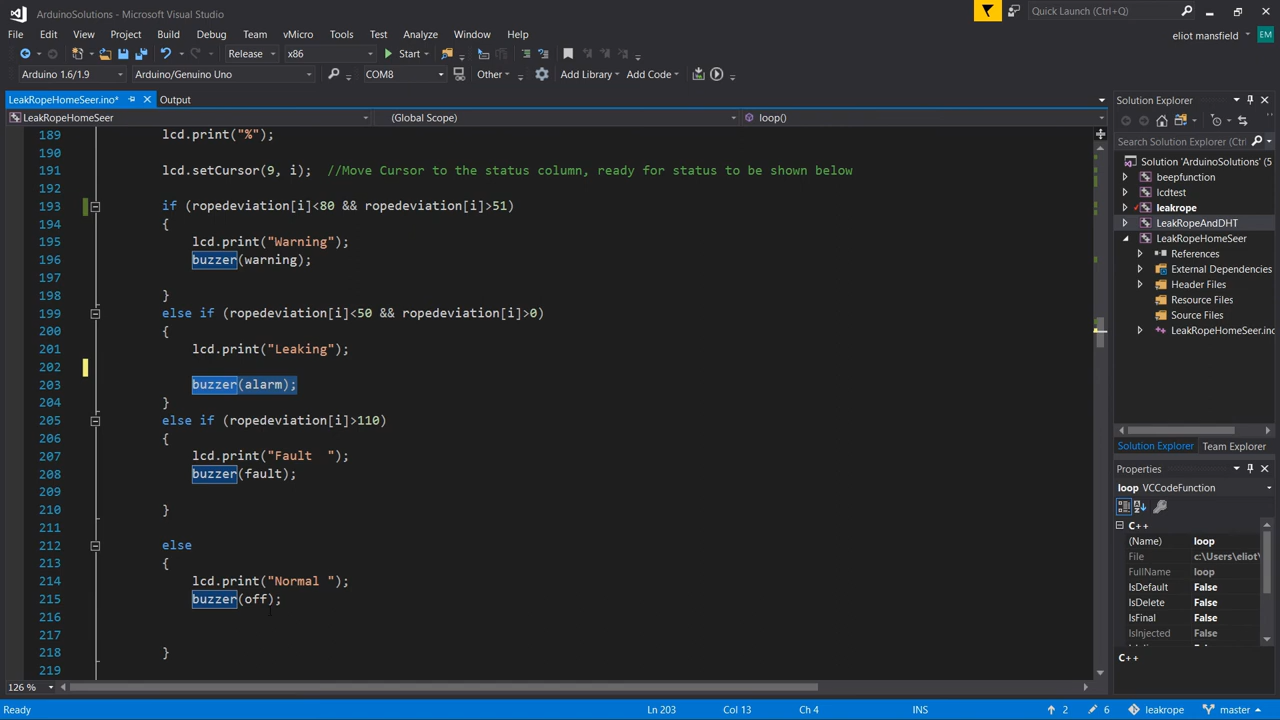 ArduinoSolutions - Microsoft Visual Studio
Quick Launch (Ctrl+Q)
File Edit View Project Build Debug Team vMicro Tools Test Analyze Window Help
eliot mansfield EM
Release x86 Start
Arduino 1.6/1.9 Arduino/Genuino Uno COM8 Other Add Library Add Code
LeakRopeHomeSeer.ino* Output
LeakRopeHomeSeer (Global Scope) loop()
189 lcd.print("%");
190
191 lcd.setCursor(9, i); //Move Cursor to the status column, ready for status to be shown below
192
193 if (ropedeviation[i]<80 && ropedeviation[i]>51)
194 {
195 lcd.print("Warning");
196 buzzer(warning);
197
198 }
199 else if (ropedeviation[i]<50 && ropedeviation[i]>0)
200 {
201 lcd.print("Leaking");
202
203 buzzer(alarm);
204 }
205 else if (ropedeviation[i]>110)
206 {
207 lcd.print("Fault  ");
208 buzzer(fault);
209
210 }
211
212 else
213 {
214 lcd.print("Normal ");
215 buzzer(off);
216
217
218 }
219
126 %
Solution Explorer
Search Solution Explorer (Ctrl+;)
Solution 'ArduinoSolutions' (5
beepfunction
lcdtest
leakrope
LeakRopeAndDHT
LeakRopeHomeSeer
References
External Dependencies
Header Files
Resource Files
Source Files
LeakRopeHomeSeer.ino
Solution Explorer Team Explorer
Properties
loop VCCodeFunction
C++
(Name) loop
File c:\Users\eliot\
FullName loop
IsDefault False
IsDelete False
IsFinal False
IsInjected False
C++
Ready Ln 203 Col 13 Ch 4 INS 2 6 leakrope master